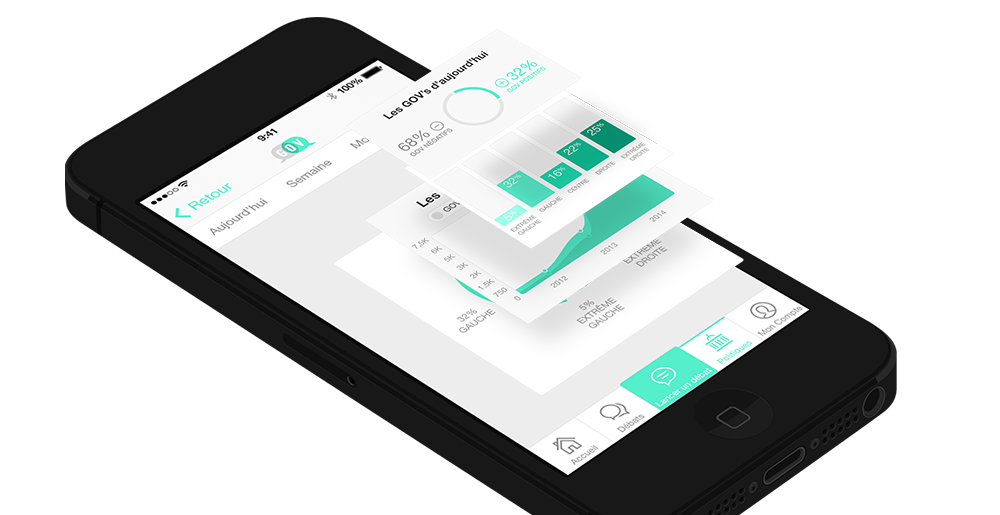 100%
9:41
GOV
Retour
Aujourd'hui
Semaine
Mo
Les GOV's d'aujourd'hui
32%
GOV POSITIFS
68%
GOV NÉGATIFS
5%
EXTRÊME
GAUCHE
32%
GAUCHE
16%
CENTRE
22%
DROITE
25%
EXTRÊME
DROITE
Les
GOV
7,5K
6K
5K
3K
2K
1,5K
750
0
2012
2013
2014
32%
GAUCHE
5%
EXTRÊME
GAUCHE
EXTRÊME
DROITE
Accueil
Débats
Lancer un débat
Politiques
Mon Compte